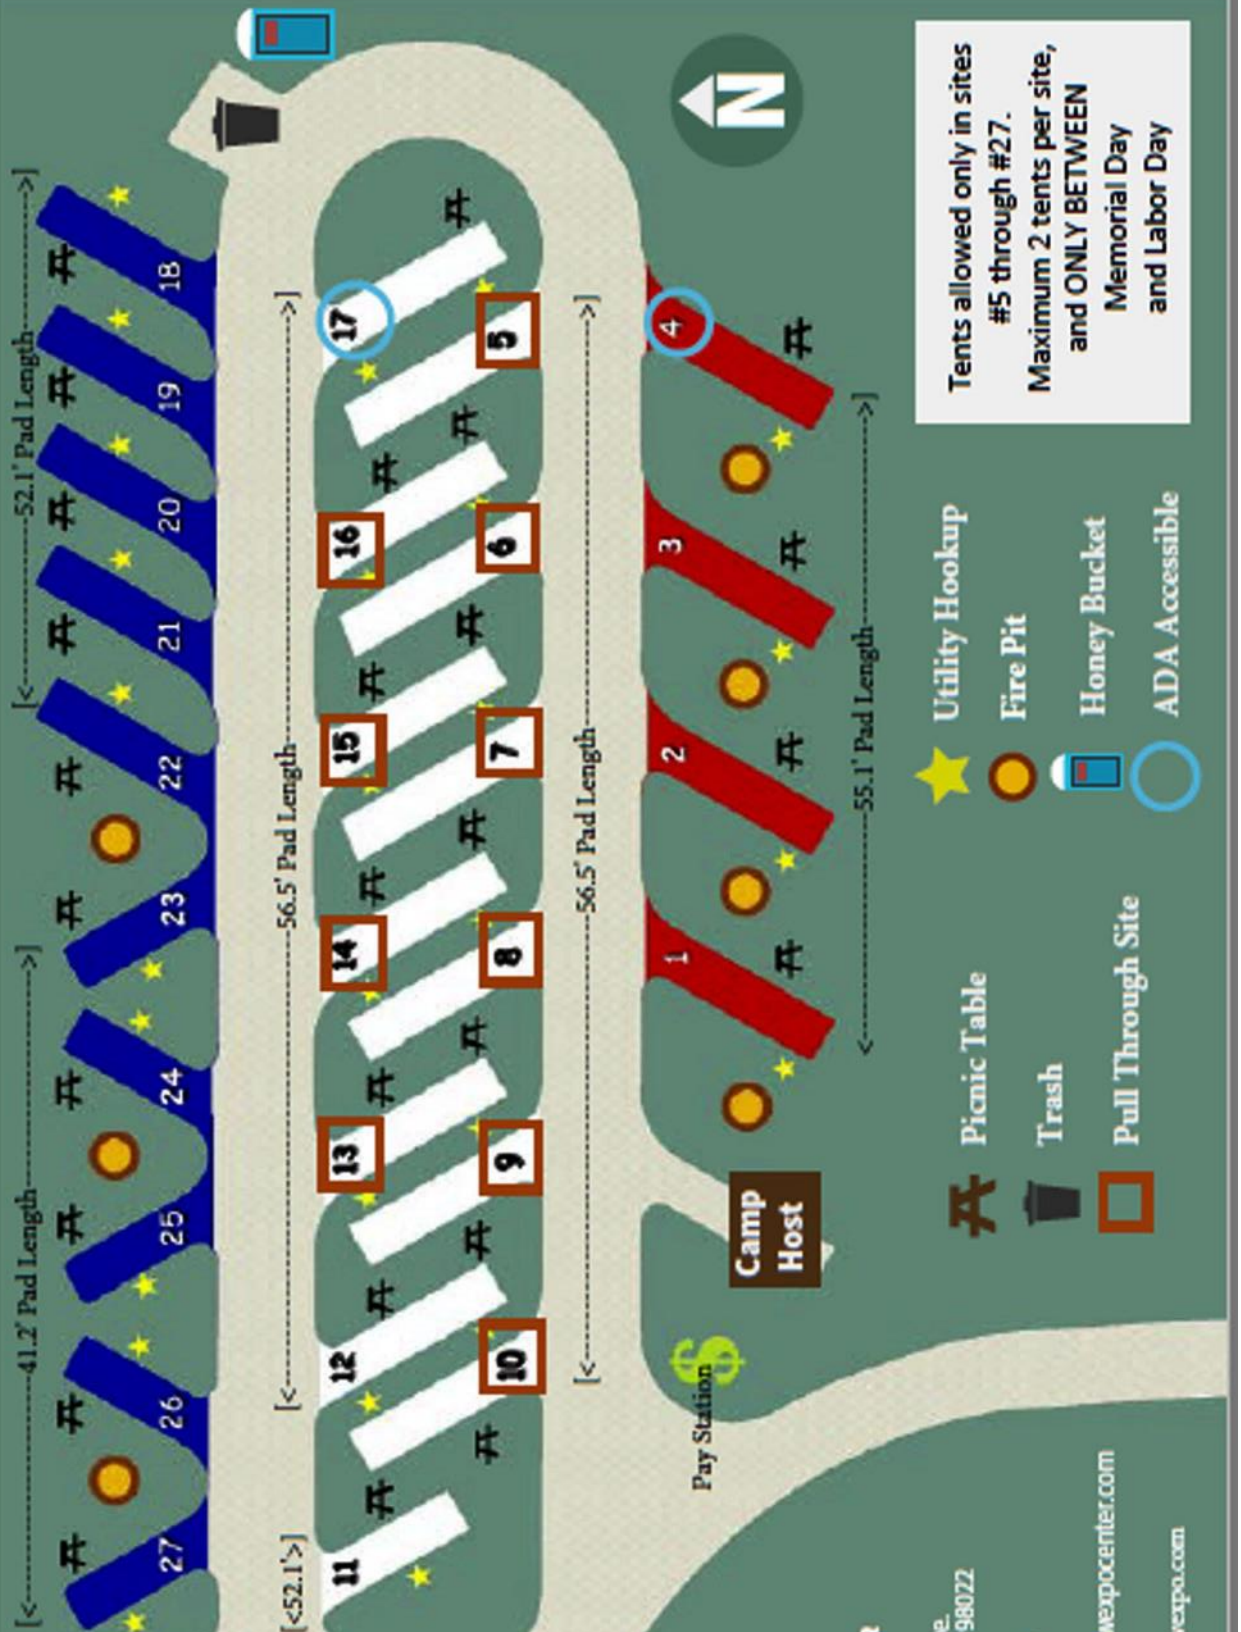 [<---41.2' Pad Length--->]
[<---52.1' Pad Length--->]
27
26
25
24
23
22
21
20
19
18
[<52.1'>]
[<---56.5' Pad Length--->]
11
12
13
14
15
16
17
10
9
8
7
6
5
[<---56.5' Pad Length--->]
1
2
3
4
Pay Station
$
Camp
Host
<---55.1' Pad Length--->]
N
Picnic Table
Trash
Pull Through Site
Utility Hookup
Fire Pit
Honey Bucket
ADA Accessible
Tents allowed only in sites
#5 through #27.
Maximum 2 tents per site,
and ONLY BETWEEN
Memorial Day
and Labor Day
e.
98022
wexpocenter.com
vexpo.com